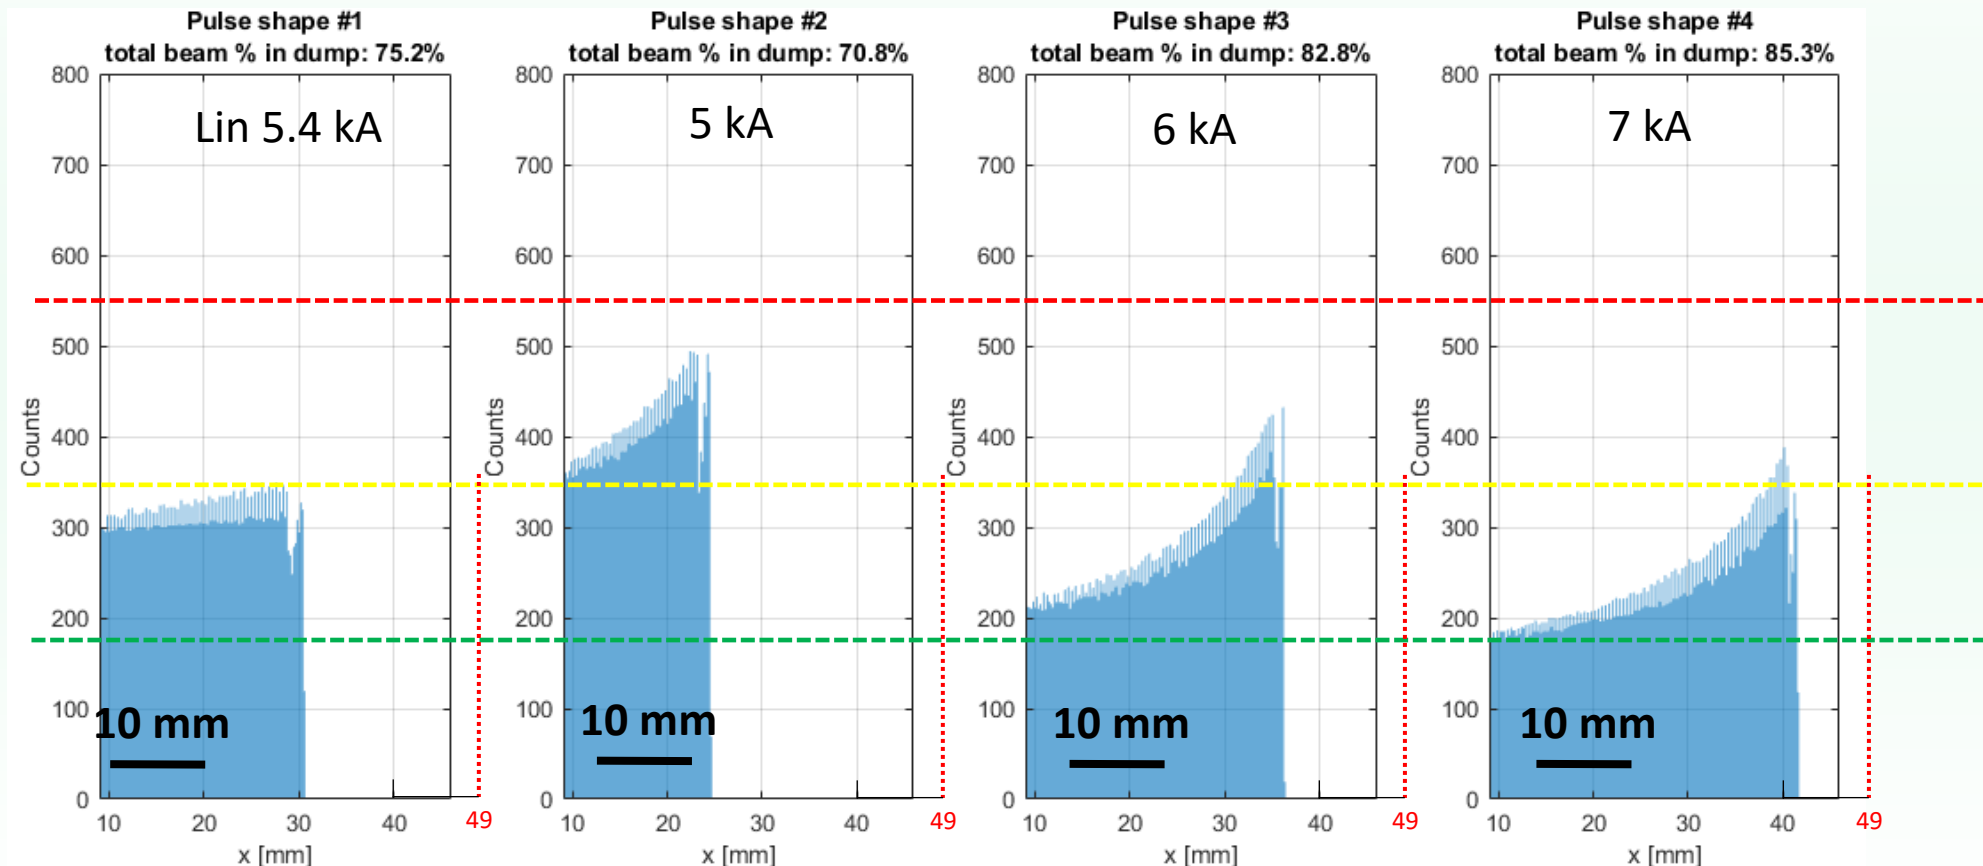 Pulse shape #1
total beam % in dump: 75.2%
Lin 5.4 kA
800
700
600
500
400
300
200
100
0
Counts
10 mm
10
20
30
40
49
x [mm]
Pulse shape #2
total beam % in dump: 70.8%
5 kA
800
700
600
500
400
300
200
100
0
Counts
10 mm
10
20
30
40
49
x [mm]
Pulse shape #3
total beam % in dump: 82.8%
6 kA
800
700
600
500
400
300
200
100
0
Counts
10 mm
10
20
30
40
49
x [mm]
Pulse shape #4
total beam % in dump: 85.3%
7 kA
800
700
600
500
400
300
200
100
0
Counts
10 mm
10
20
30
40
49
x [mm]